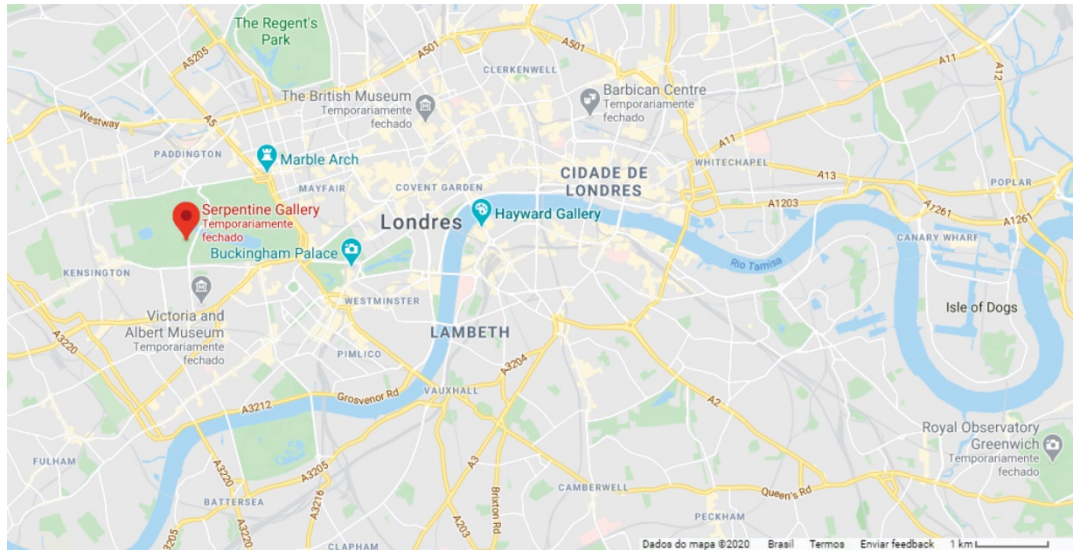 The Regent's
Park
A5205
A501
A501
A11
A12
CLERKENWELL
The British Museum
Temporariamente
fechado
Barbican Centre
Temporariamente
fechado
Westway
A5
A11
PADDINGTON
Marble Arch
WHITECHAPEL
CIDADE DE
LONDRES
A13
POPLAR
MAYFAIR
COVENT GARDEN
Serpentine Gallery
Temporariamente
fechado
Londres
Hayward Gallery
A1203
A1261
A1261
CANARY WHARF
Buckingham Palace
KENSINGTON
Rio Tamisa
WESTMINSTER
Isle of Dogs
Victoria and
Albert Museum
Temporariamente
fechado
LAMBETH
A3220
PIMLICO
A3204
VAUXHALL
Grosvenor Rd
A3212
A2
Royal Observatory
Greenwich
Temporariamente
fechado
FULHAM
A3220
A3205
A3
BATTERSEA
A3216
Brixton Rd
CAMBERWELL
Queen's Rd
PECKHAM
A3205
CLAPHAM
A203
Dados do mapa ©2020 Brasil Termos Enviar feedback 1 km